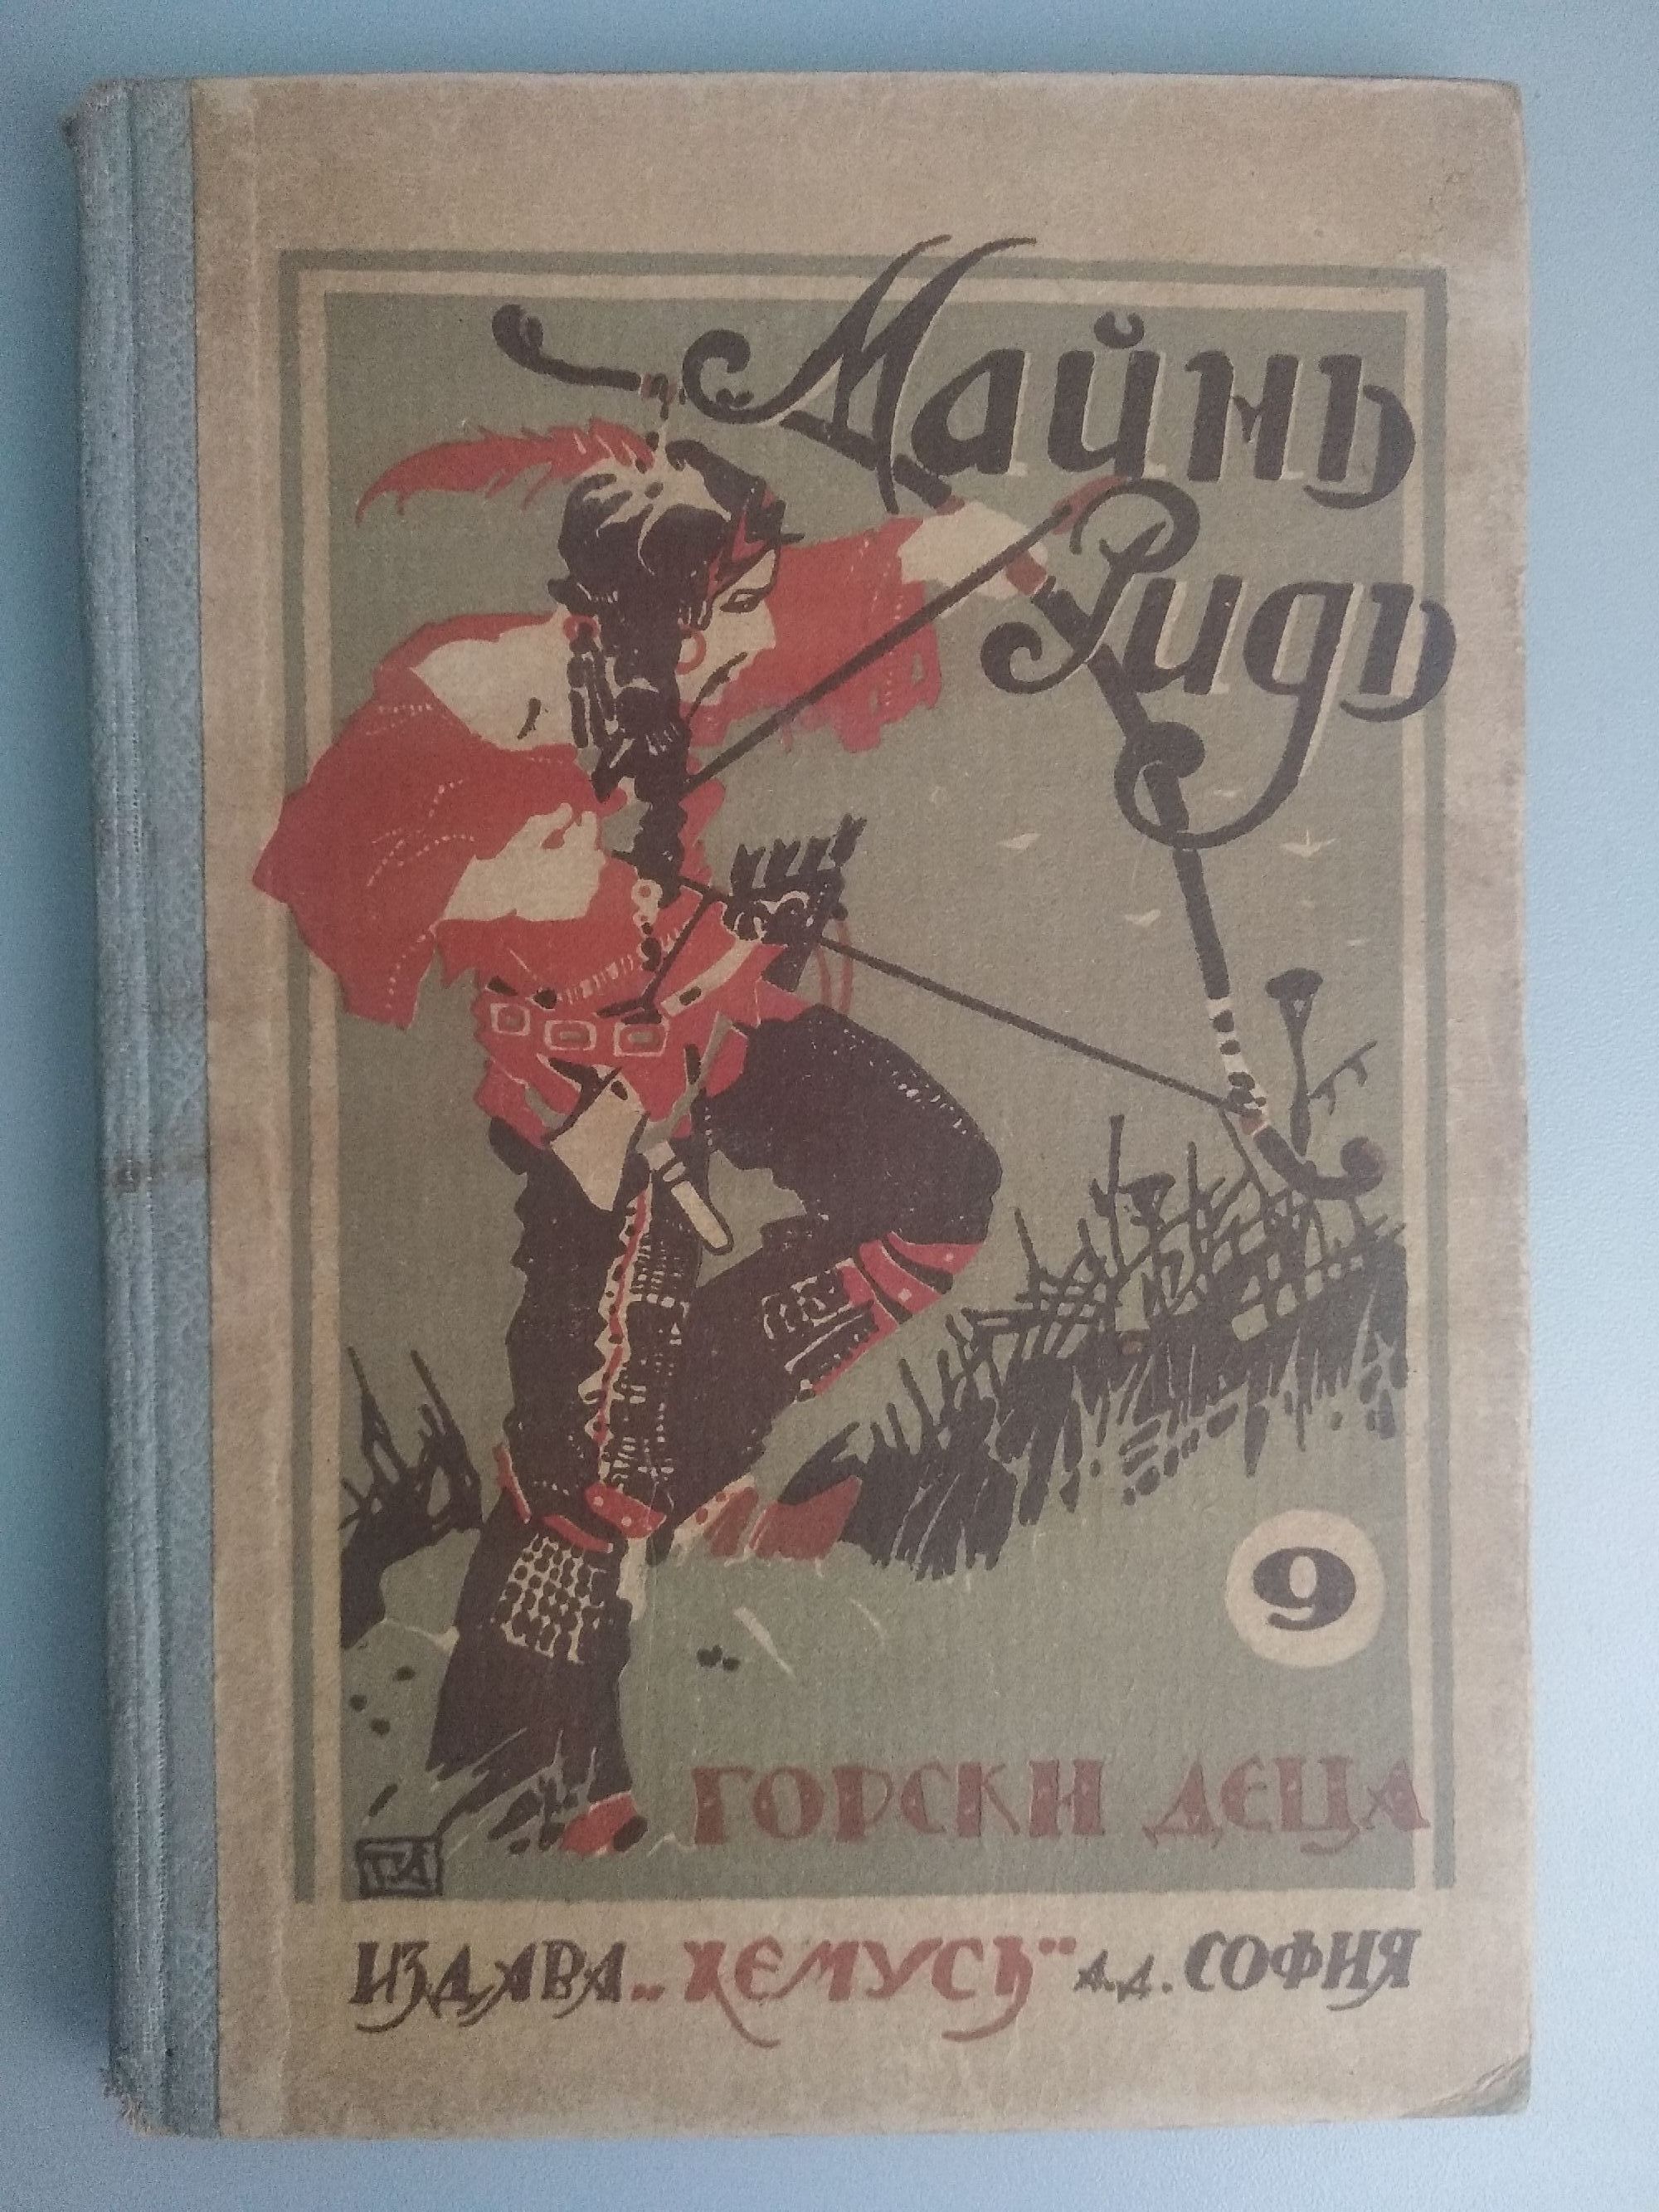 Майнъ
Ридъ
9
ГОРСКИ ДЕЦА
ИЗДАВА „ХЕМУСЪ" А.Д. СОФИЯ